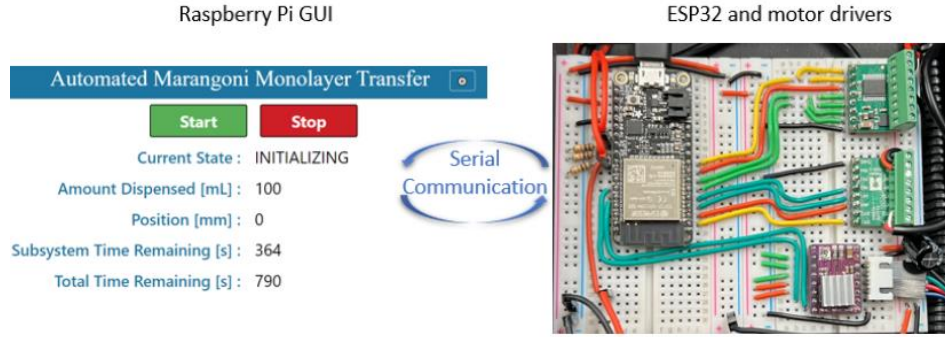 Raspberry Pi GUI
ESP32 and motor drivers
Automated Marangoni Monolayer Transfer
Start
Stop
Current State : INITIALIZING
Amount Dispensed [mL] : 100
Position [mm] : 0
Subsystem Time Remaining [s] : 364
Total Time Remaining [s] : 790
Serial
Communication